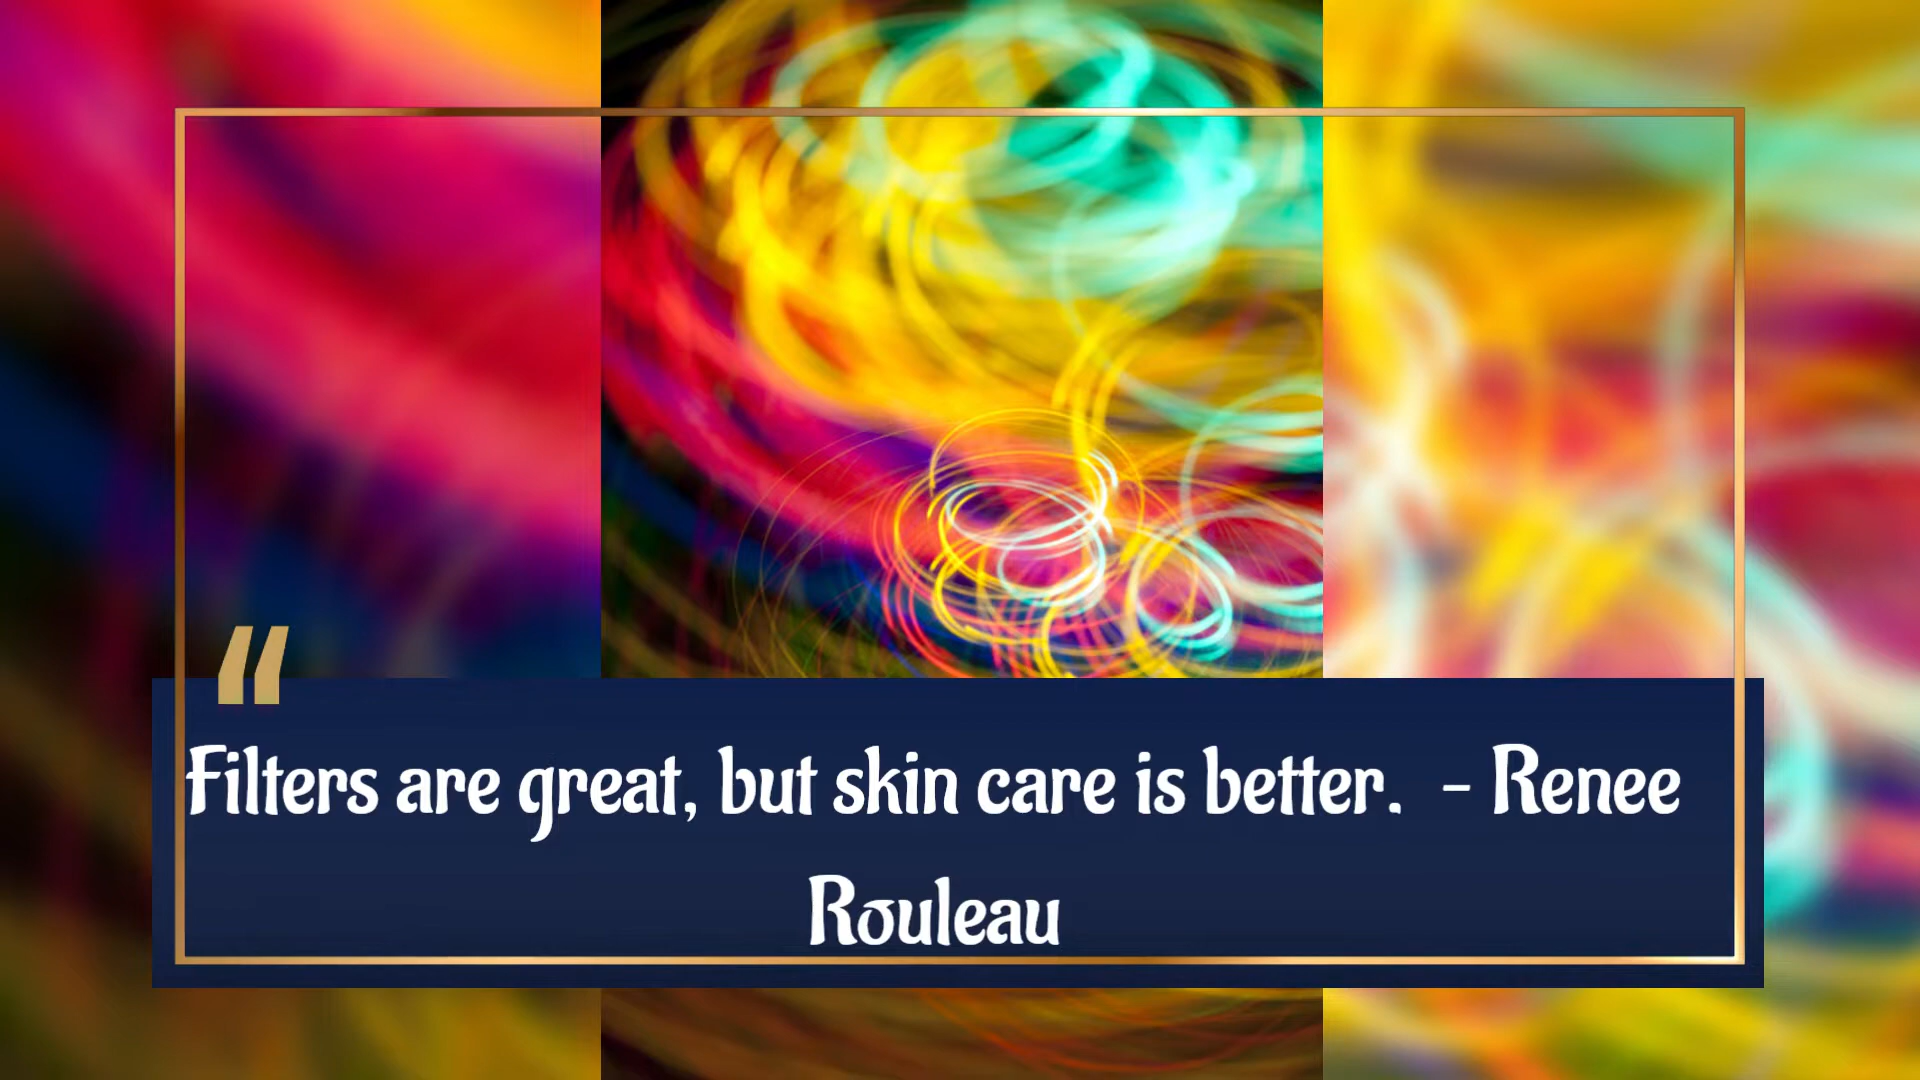 “
Filters are great, but skin care is better.  - Renee
Rouleau